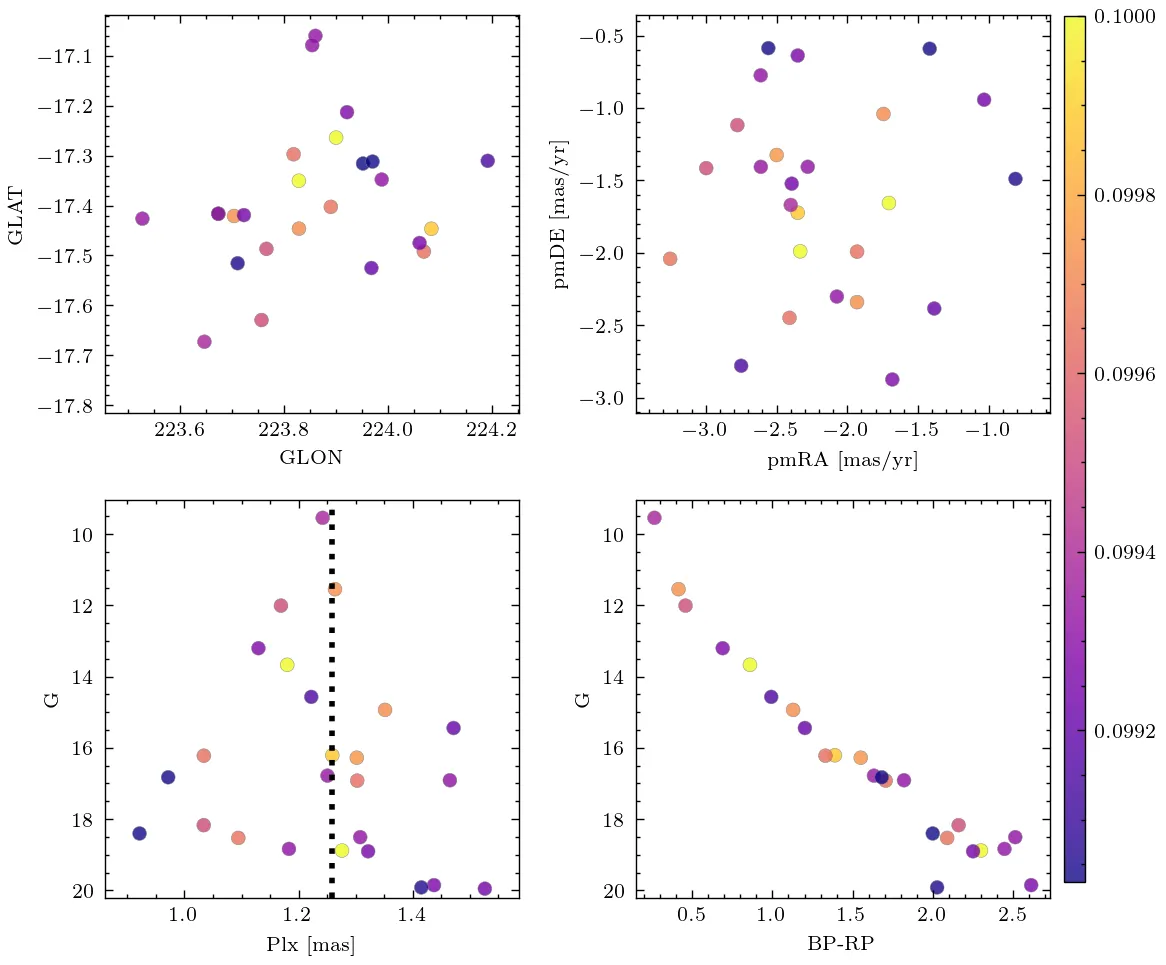 −17.1
−17.2
−17.3
−17.4
−17.5
−17.6
−17.7
−17.8
GLAT
223.6 223.8 224.0 224.2
GLON
−0.5
−1.0
−1.5
−2.0
−2.5
−3.0
pmDE [mas/yr]
−3.0 −2.5 −2.0 −1.5 −1.0
pmRA [mas/yr]
0.1000
0.0998
0.0996
0.0994
0.0992
10
12
14
16
18
20
G
1.0 1.2 1.4
Plx [mas]
10
12
14
16
18
20
G
0.5 1.0 1.5 2.0 2.5
BP-RP